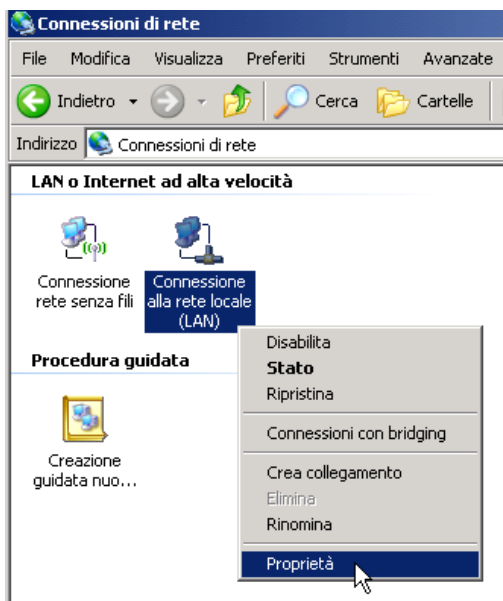 Connessioni di rete
File Modifica Visualizza Preferiti Strumenti Avanzate
Indietro Cerca Cartelle
Indirizzo Connessioni di rete
LAN o Internet ad alta velocità
Connessione
rete senza fili
Connessione
alla rete locale
(LAN)
Disabilita
Stato
Ripristina
Connessioni con bridging
Crea collegamento
Elimina
Rinomina
Proprietà
Procedura guidata
Creazione
guidata nuo...